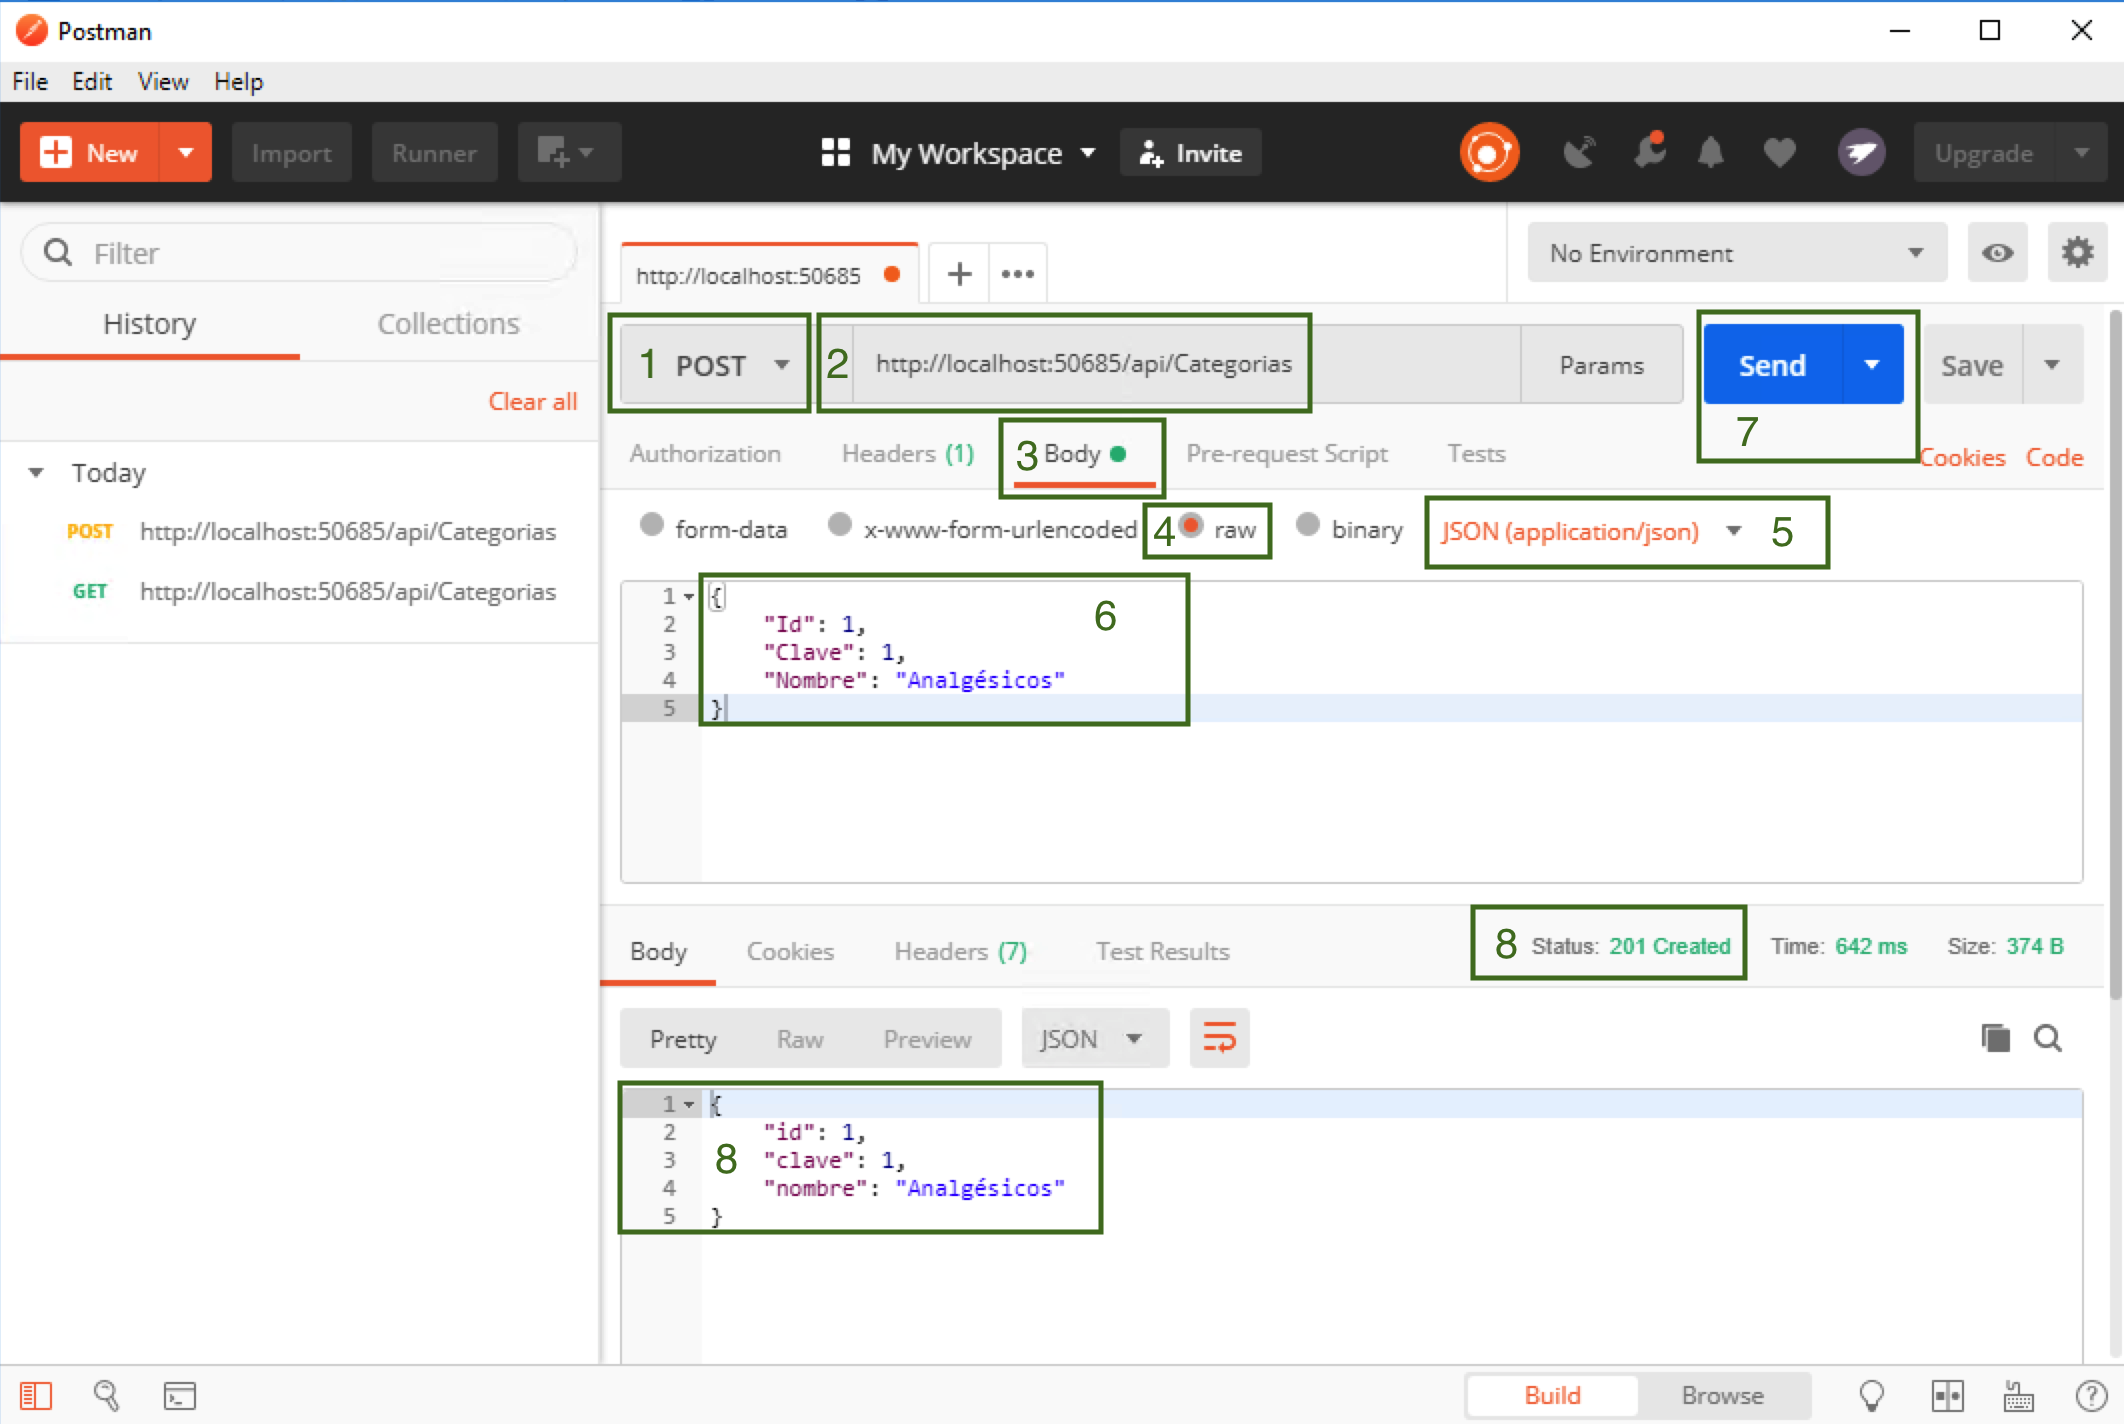 Postman
File Edit View Help
New Import Runner My Workspace Invite Upgrade
Filter
History Collections
Clear all
Today
POST http://localhost:50685/api/Categorias
GET http://localhost:50685/api/Categorias
http://localhost:50685 + ••• No Environment
1 POST 2 http://localhost:50685/api/Categorias Params Send Save
7
Authorization Headers (1) 3 Body Pre-request Script Tests Cookies Code
form-data x-www-form-urlencoded 4 raw binary JSON (application/json) 5
1 {
2 "Id": 1,
3 "Clave": 1,
4 "Nombre": "Analgésicos"
5 }
6
Body Cookies Headers (7) Test Results 8 Status: 201 Created Time: 642 ms Size: 374 B
Pretty Raw Preview JSON
1 {
2 "id": 1,
3 "clave": 1,
4 "nombre": "Analgésicos"
5 }
8
Build Browse ?